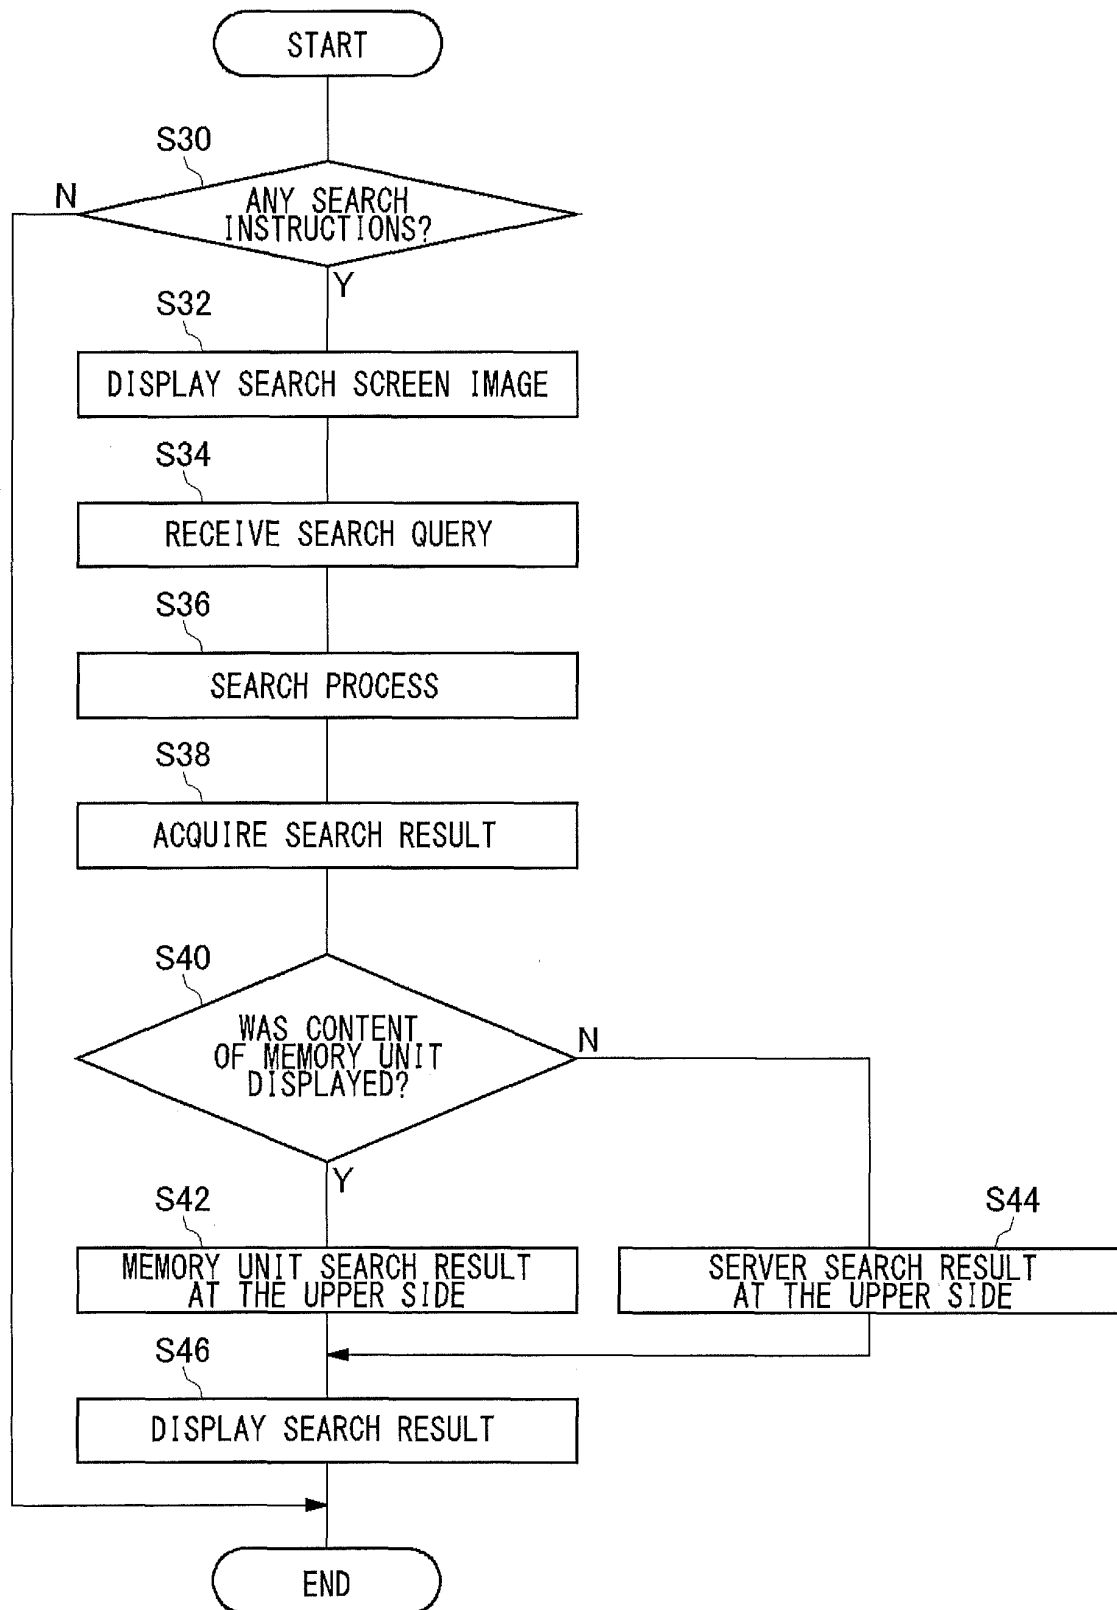 START
S30
N
ANY SEARCH
INSTRUCTIONS?
Y
S32
DISPLAY SEARCH SCREEN IMAGE
S34
RECEIVE SEARCH QUERY
S36
SEARCH PROCESS
S38
ACQUIRE SEARCH RESULT
S40
WAS CONTENT
OF MEMORY UNIT
DISPLAYED?
N
Y
S42
MEMORY UNIT SEARCH RESULT
AT THE UPPER SIDE
S44
SERVER SEARCH RESULT
AT THE UPPER SIDE
S46
DISPLAY SEARCH RESULT
END